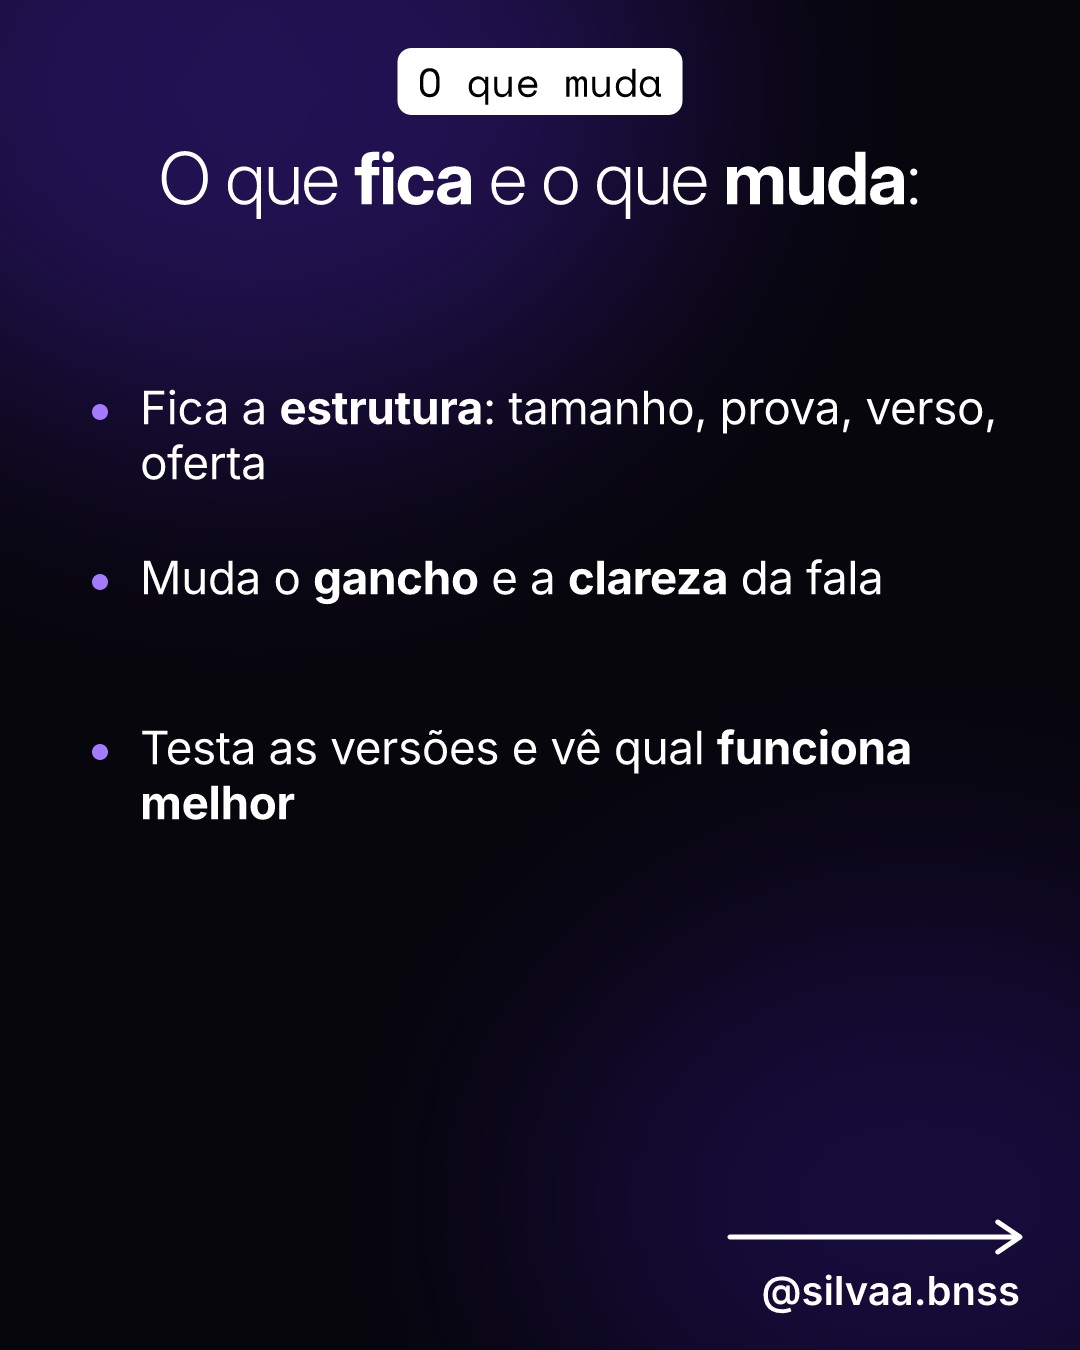 O que muda
O que fica e o que muda:
Fica a estrutura: tamanho, prova, verso,
oferta
Muda o gancho e a clareza da fala
Testa as versões e vê qual funciona
melhor
@silvaa.bnss